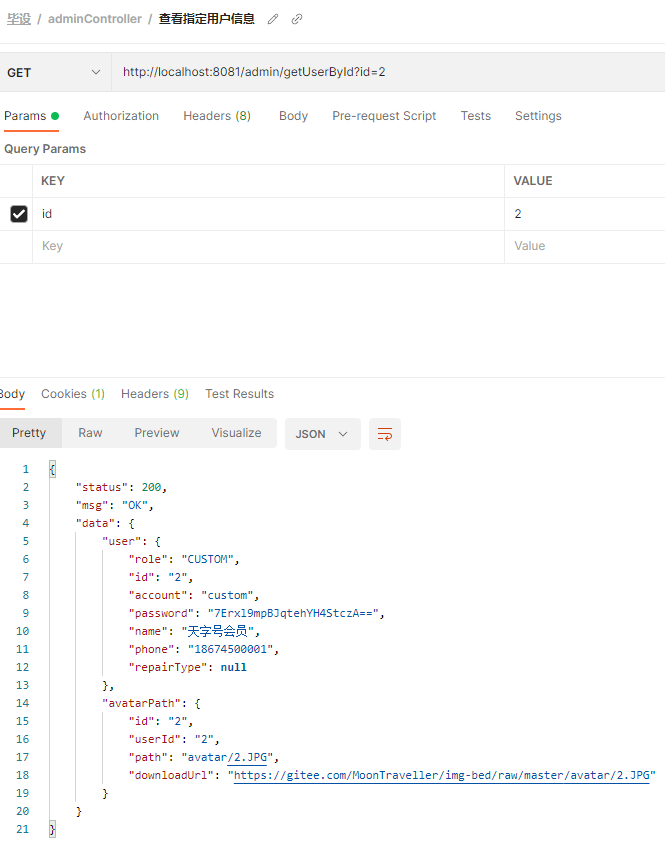 毕设 / adminController / 查看指定用户信息
GET http://localhost:8081/admin/getUserById?id=2
Params Authorization Headers (8) Body Pre-request Script Tests Settings
Query Params
KEY VALUE
id 2
Key Value
Body Cookies (1) Headers (9) Test Results
Pretty Raw Preview Visualize JSON
1 {
2 "status": 200,
3 "msg": "OK",
4 "data": {
5 "user": {
6 "role": "CUSTOM",
7 "id": "2",
8 "account": "custom",
9 "password": "7Erxl9mpBJqtehYH4StczA==",
10 "name": "天字号会员",
11 "phone": "18674500001",
12 "repairType": null
13 },
14 "avatarPath": {
15 "id": "2",
16 "userId": "2",
17 "path": "avatar/2.JPG",
18 "downloadUrl": "https://gitee.com/MoonTraveller/img-bed/raw/master/avatar/2.JPG"
19 }
20 }
21 }